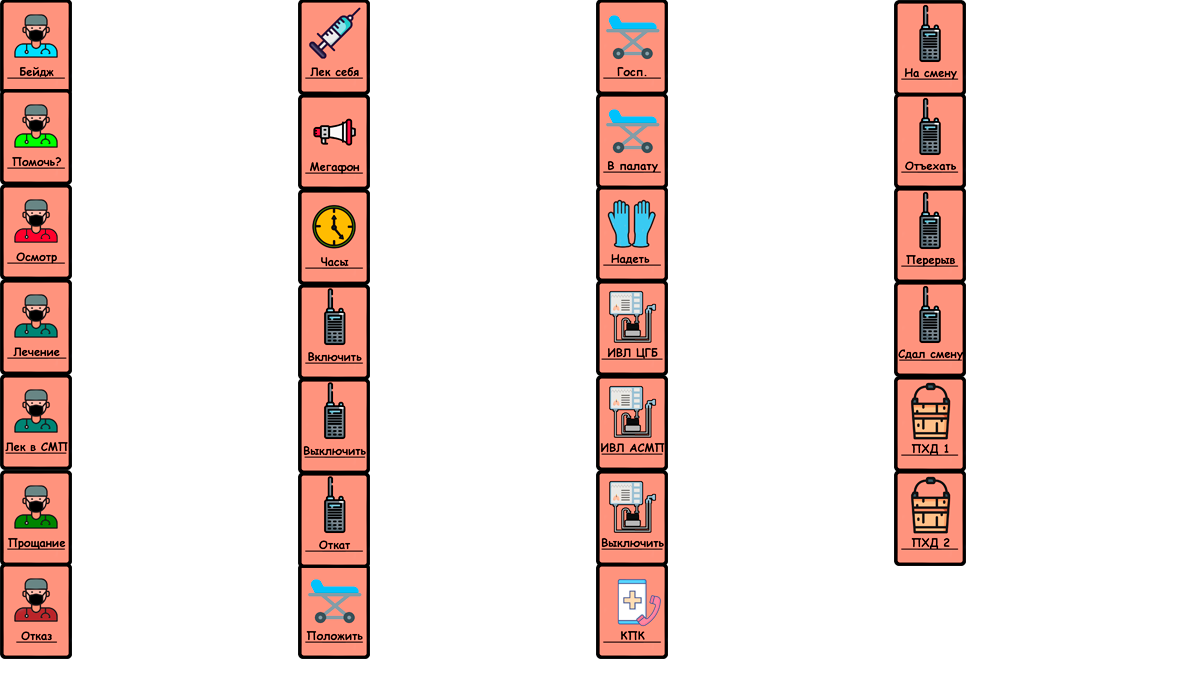 Бейдж
Помочь?
Осмотр
Лечение
Лек в СМП
Прощание
Отказ
Лек себя
Мегафон
Часы
Включить
Выключить
Откат
Положить
Госп.
В палату
Надеть
ИВЛ ЦГБ
ИВЛ АСМП
Выключить
КПК
На смену
Отъехать
Перерыв
Сдал смену
ПХД 1
ПХД 2